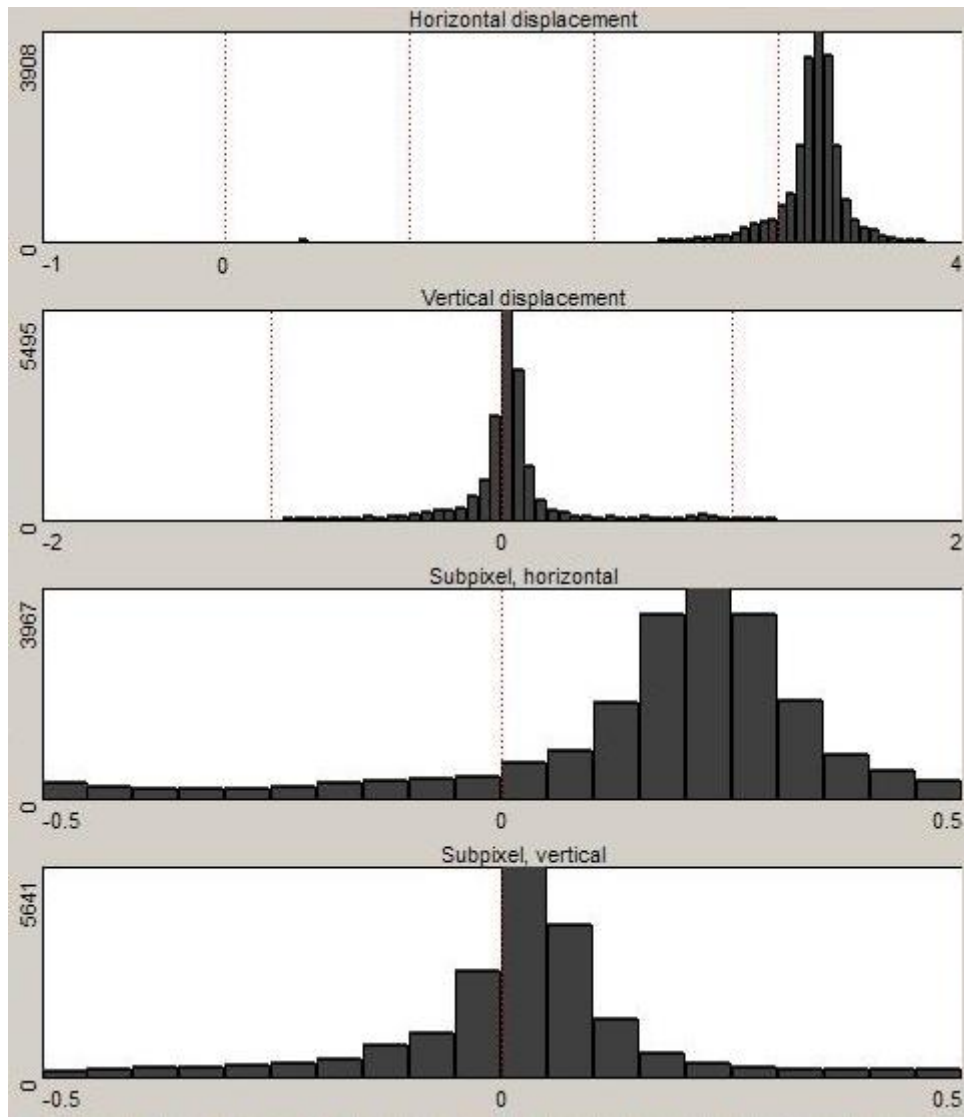 Horizontal displacement
3908
0
-1 0 4
Vertical displacement
5495
0
-2 0 2
Subpixel, horizontal
3967
0
-0.5 0 0.5
Subpixel, vertical
5641
0
-0.5 0 0.5